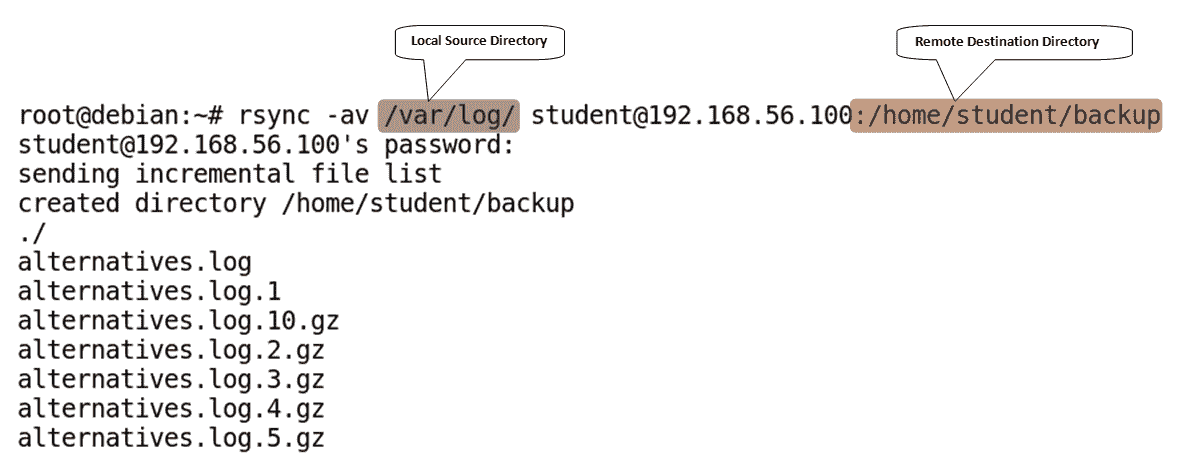 Local Source Directory
Remote Destination Directory
root@debian:~# rsync -av /var/log/ student@192.168.56.100:/home/student/backup
student@192.168.56.100's password:
sending incremental file list
created directory /home/student/backup
./
alternatives.log
alternatives.log.1
alternatives.log.10.gz
alternatives.log.2.gz
alternatives.log.3.gz
alternatives.log.4.gz
alternatives.log.5.gz